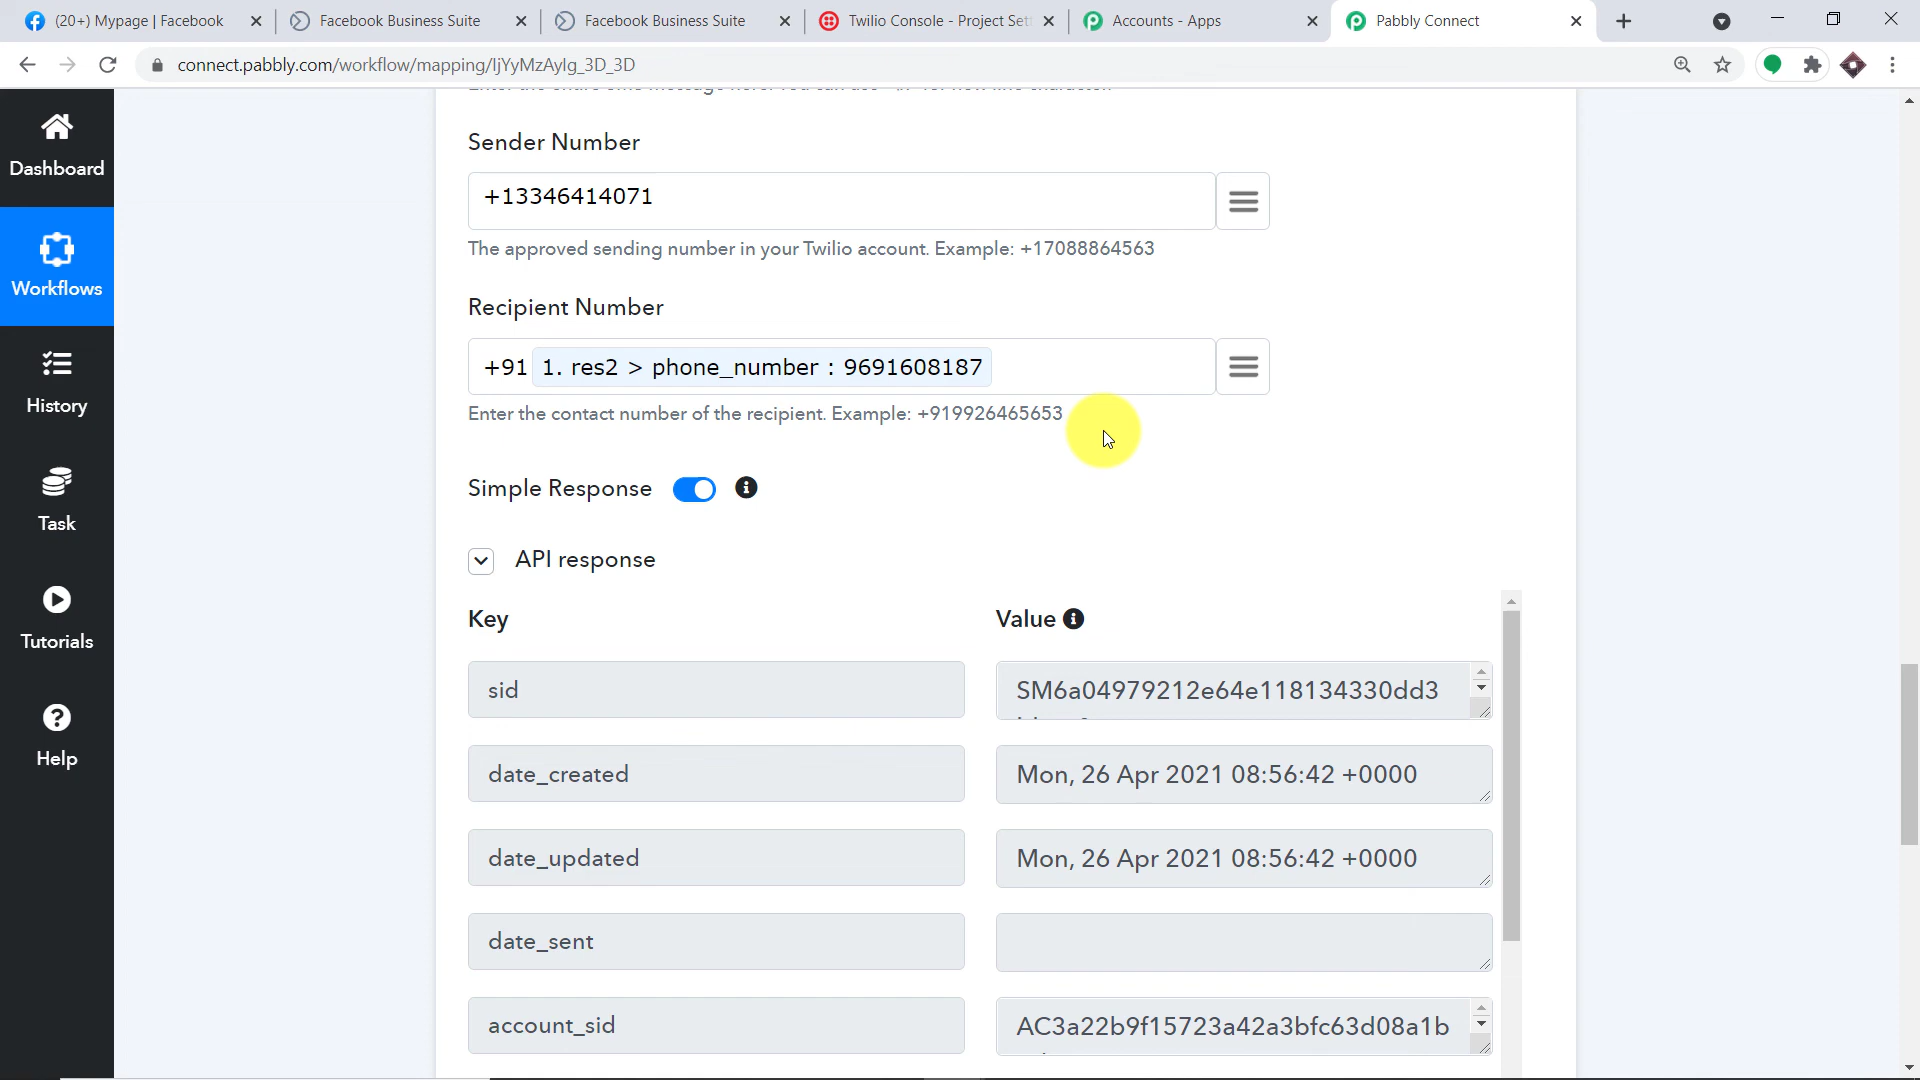 (20+) Mypage | Facebook
Facebook Business Suite
Facebook Business Suite
Twilio Console - Project Set
Accounts - Apps
Pabbly Connect
connect.pabbly.com/workflow/mapping/IjYyMzAyIg_3D_3D
Dashboard
Workflows
History
Task
Tutorials
Help
Sender Number
+13346414071
The approved sending number in your Twilio account. Example: +17088864563
Recipient Number
+91 1. res2 > phone_number : 9691608187
Enter the contact number of the recipient. Example: +919926465653
Simple Response
API response
Key
Value
sid
SM6a04979212e64e118134330dd3
date_created
Mon, 26 Apr 2021 08:56:42 +0000
date_updated
Mon, 26 Apr 2021 08:56:42 +0000
date_sent
account_sid
AC3a22b9f15723a42a3bfc63d08a1b